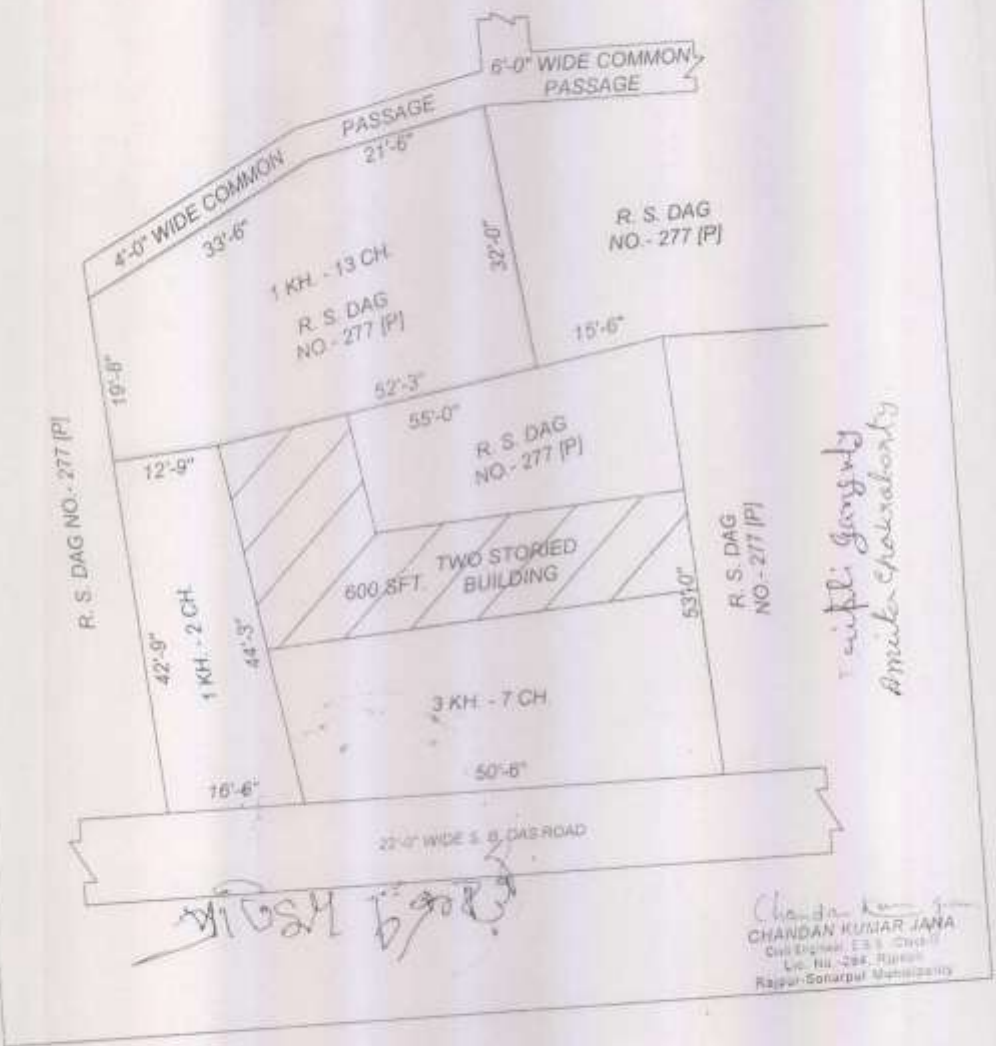 6'-0" WIDE COMMON
PASSAGE
4'-0" WIDE COMMON PASSAGE
21'-6"
33'-6"
1 KH. - 13 CH.
R. S. DAG
NO.- 277 [P]
32'-0"
R. S. DAG
NO.- 277 [P]
15'-6"
19'-8"
52'-3"
55'-0"
R. S. DAG
NO.- 277 [P]
R. S. DAG NO.- 277 [P]
12'-9"
TWO STORIED
BUILDING
600 SFT.
R. S. DAG
NO.- 277 [P]
53'-0"
42'-9"
1 KH. - 2 CH.
44'-3"
3 KH. - 7 CH.
16'-6"
50'-6"
22'-0" WIDE S. B. DAS ROAD
Chandan
CHANDAN KUMAR JANA
Civil Engineer, E.B.S.
Lic. No.
Rajpur-Sonarpur Municipality